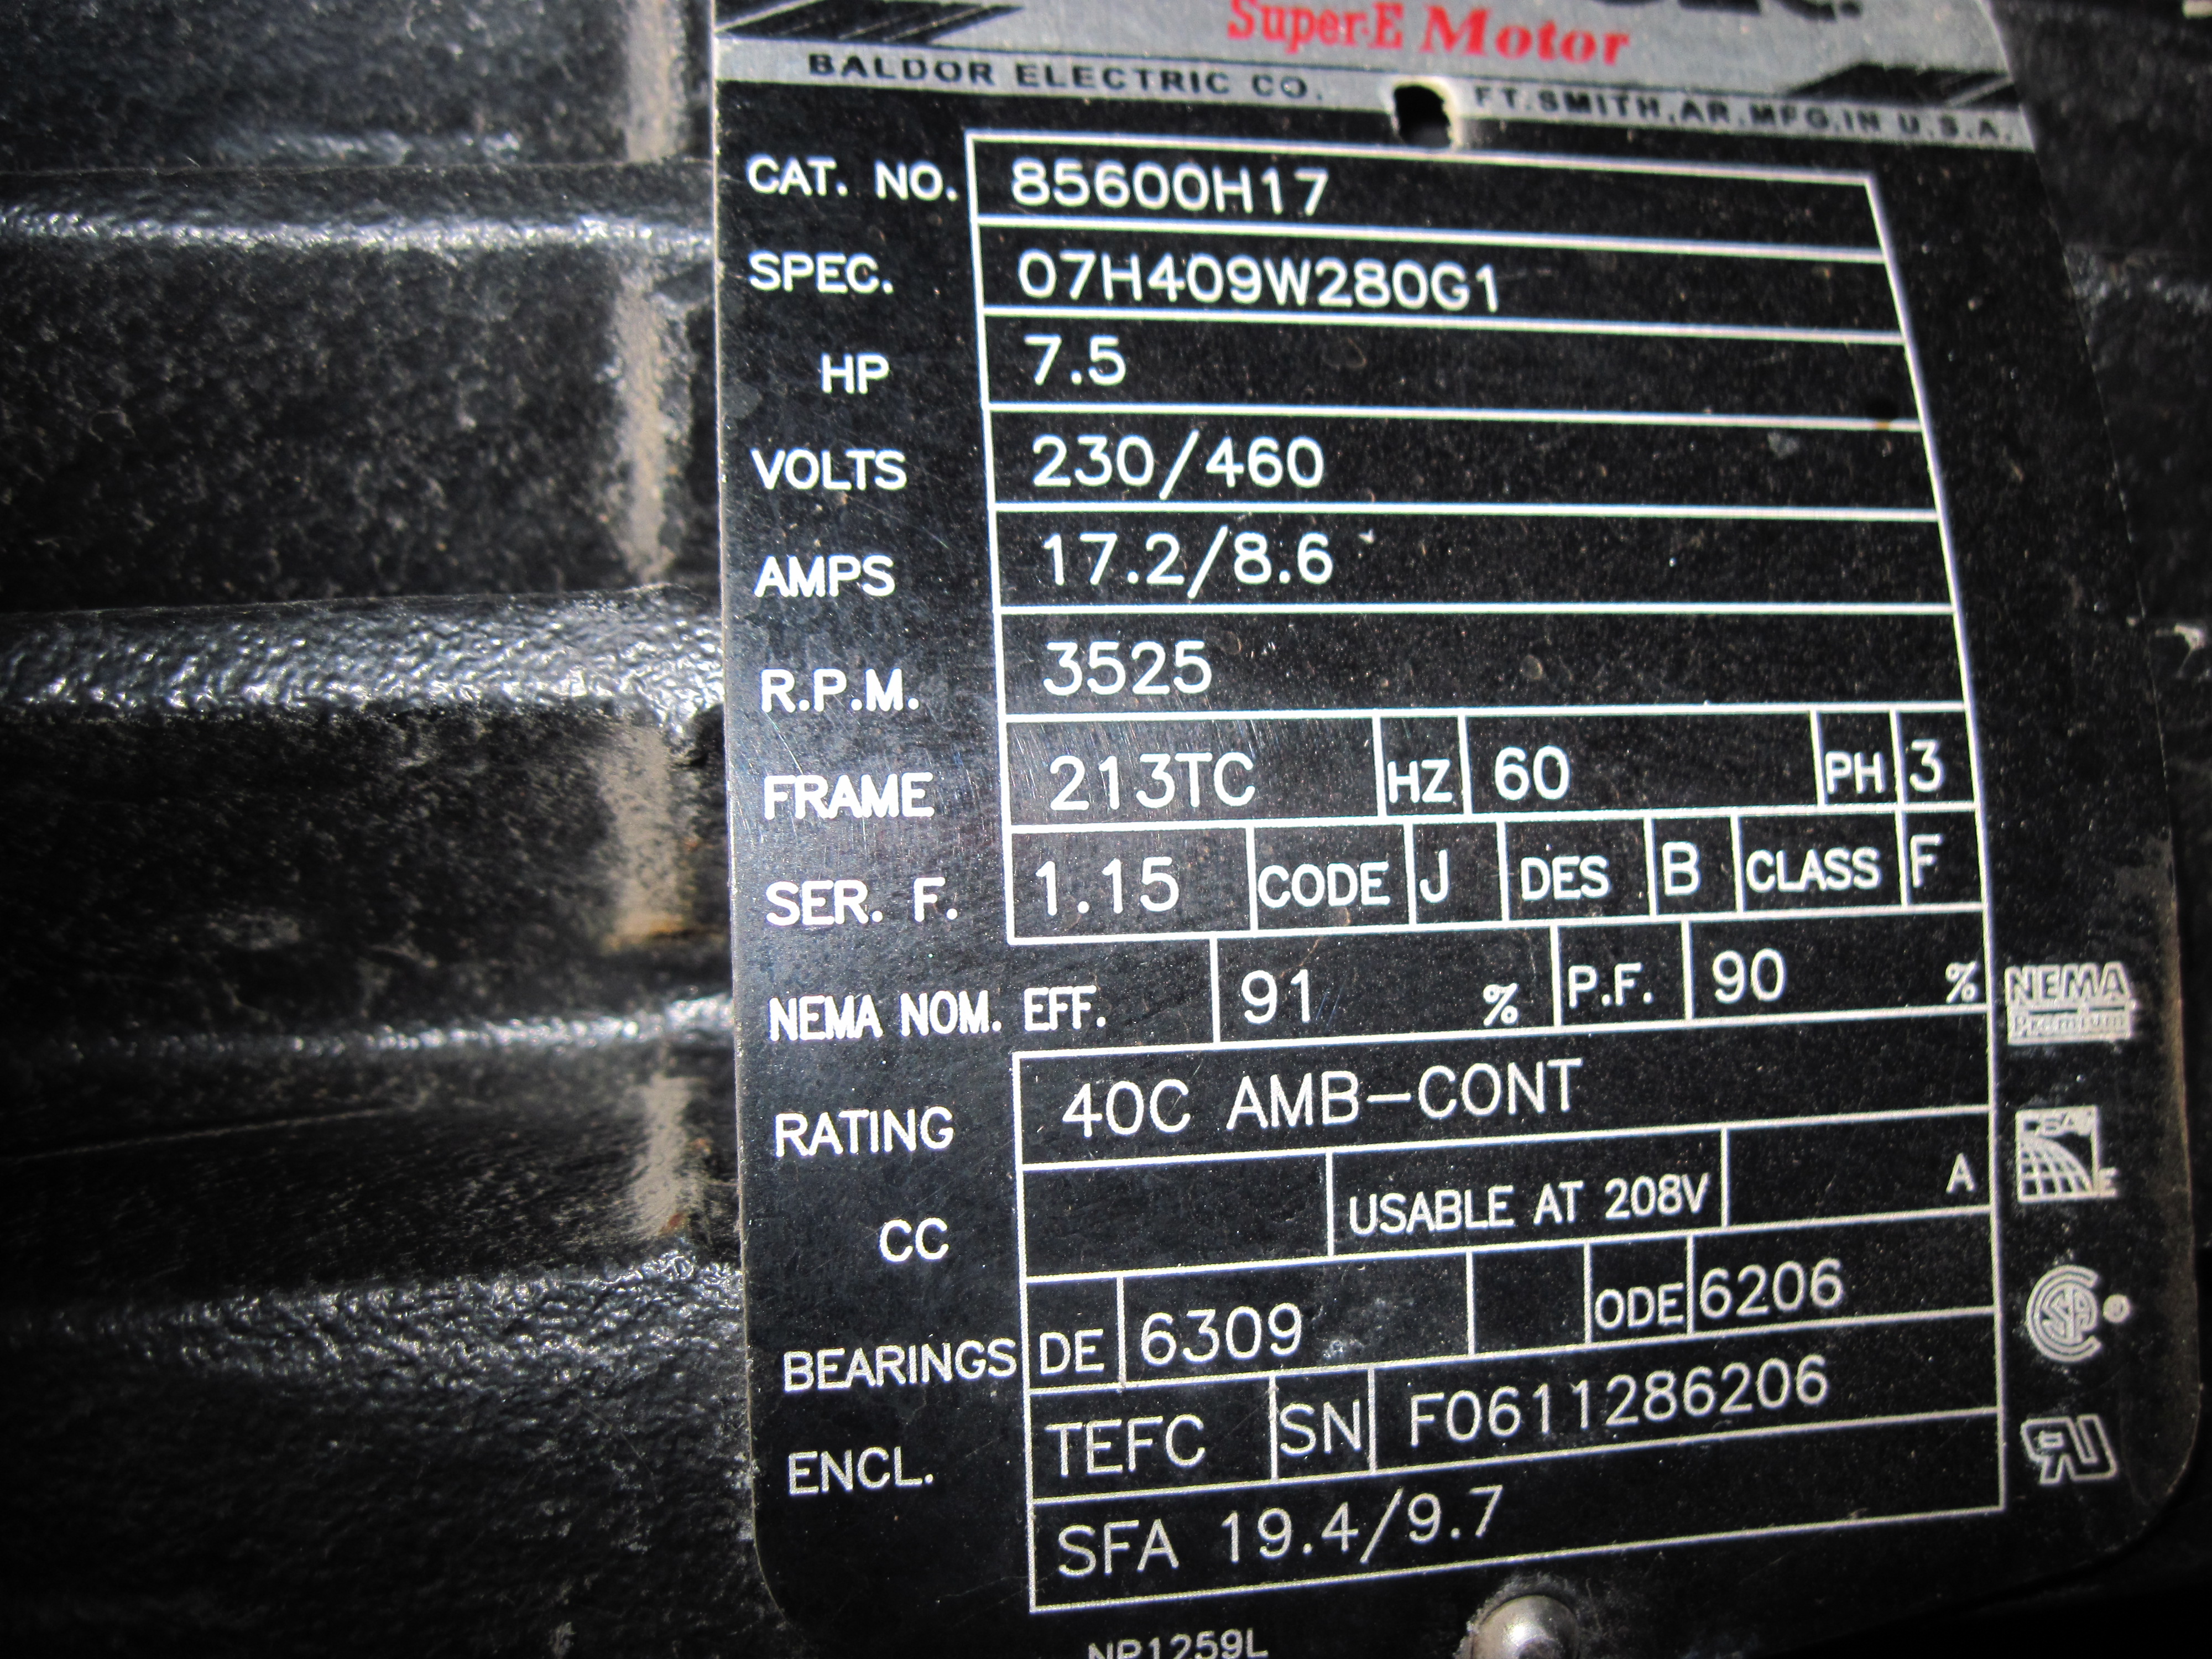 Super-E Motor
BALDOR ELECTRIC CO. FT. SMITH, AR. MFG. IN U.S.A.
CAT. NO. 85600H17
SPEC. 07H409W280G1
HP 7.5
VOLTS 230/460
AMPS 17.2/8.6
R.P.M. 3525
FRAME 213TC HZ 60 PH 3
SER. F. 1.15 CODE J DES B CLASS F
NEMA NOM. EFF. 91 % P.F. 90 %
NEMA
Premium
RATING 40C AMB-CONT
CC USABLE AT 208V A
BEARINGS DE 6309 ODE 6206
ENCL. TEFC SN F0611286206
SFA 19.4/9.7
NP1259L